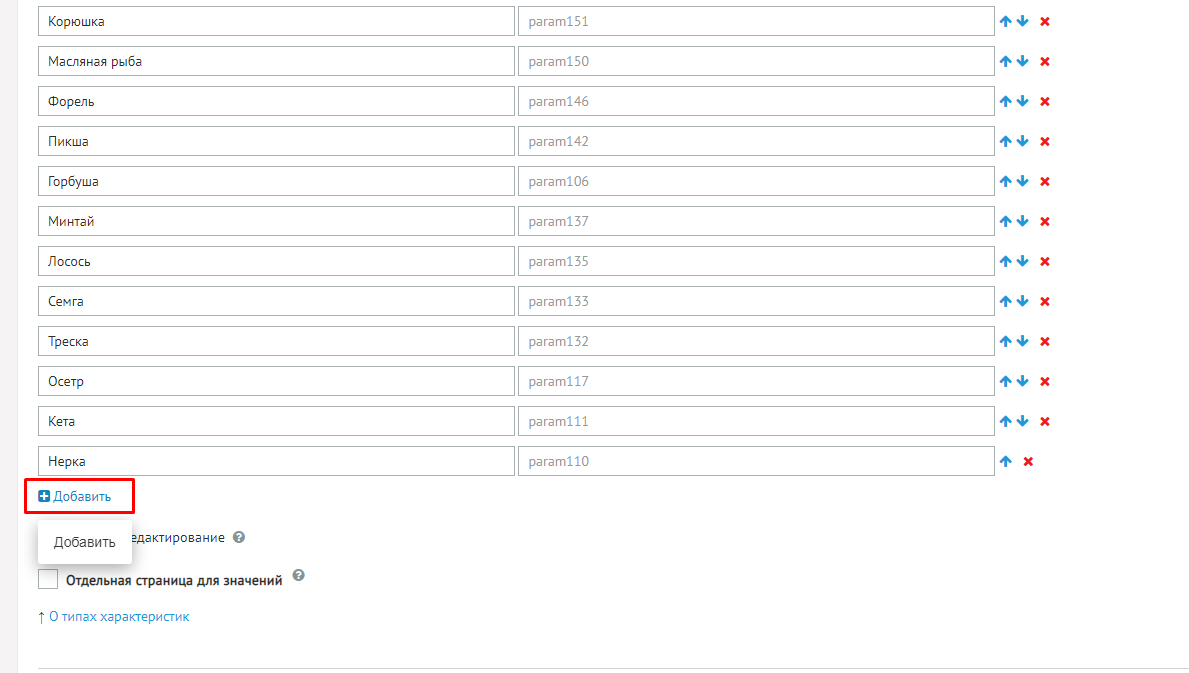 Корюшка param151
Масляная рыба param150
Форель param146
Пикша param142
Горбуша param106
Минтай param137
Лосось param135
Семга param133
Треска param132
Осетр param117
Кета param111
Нерка param110
Добавить
Добавить едактирование ?
Отдельная страница для значений ?
↑ О типах характеристик